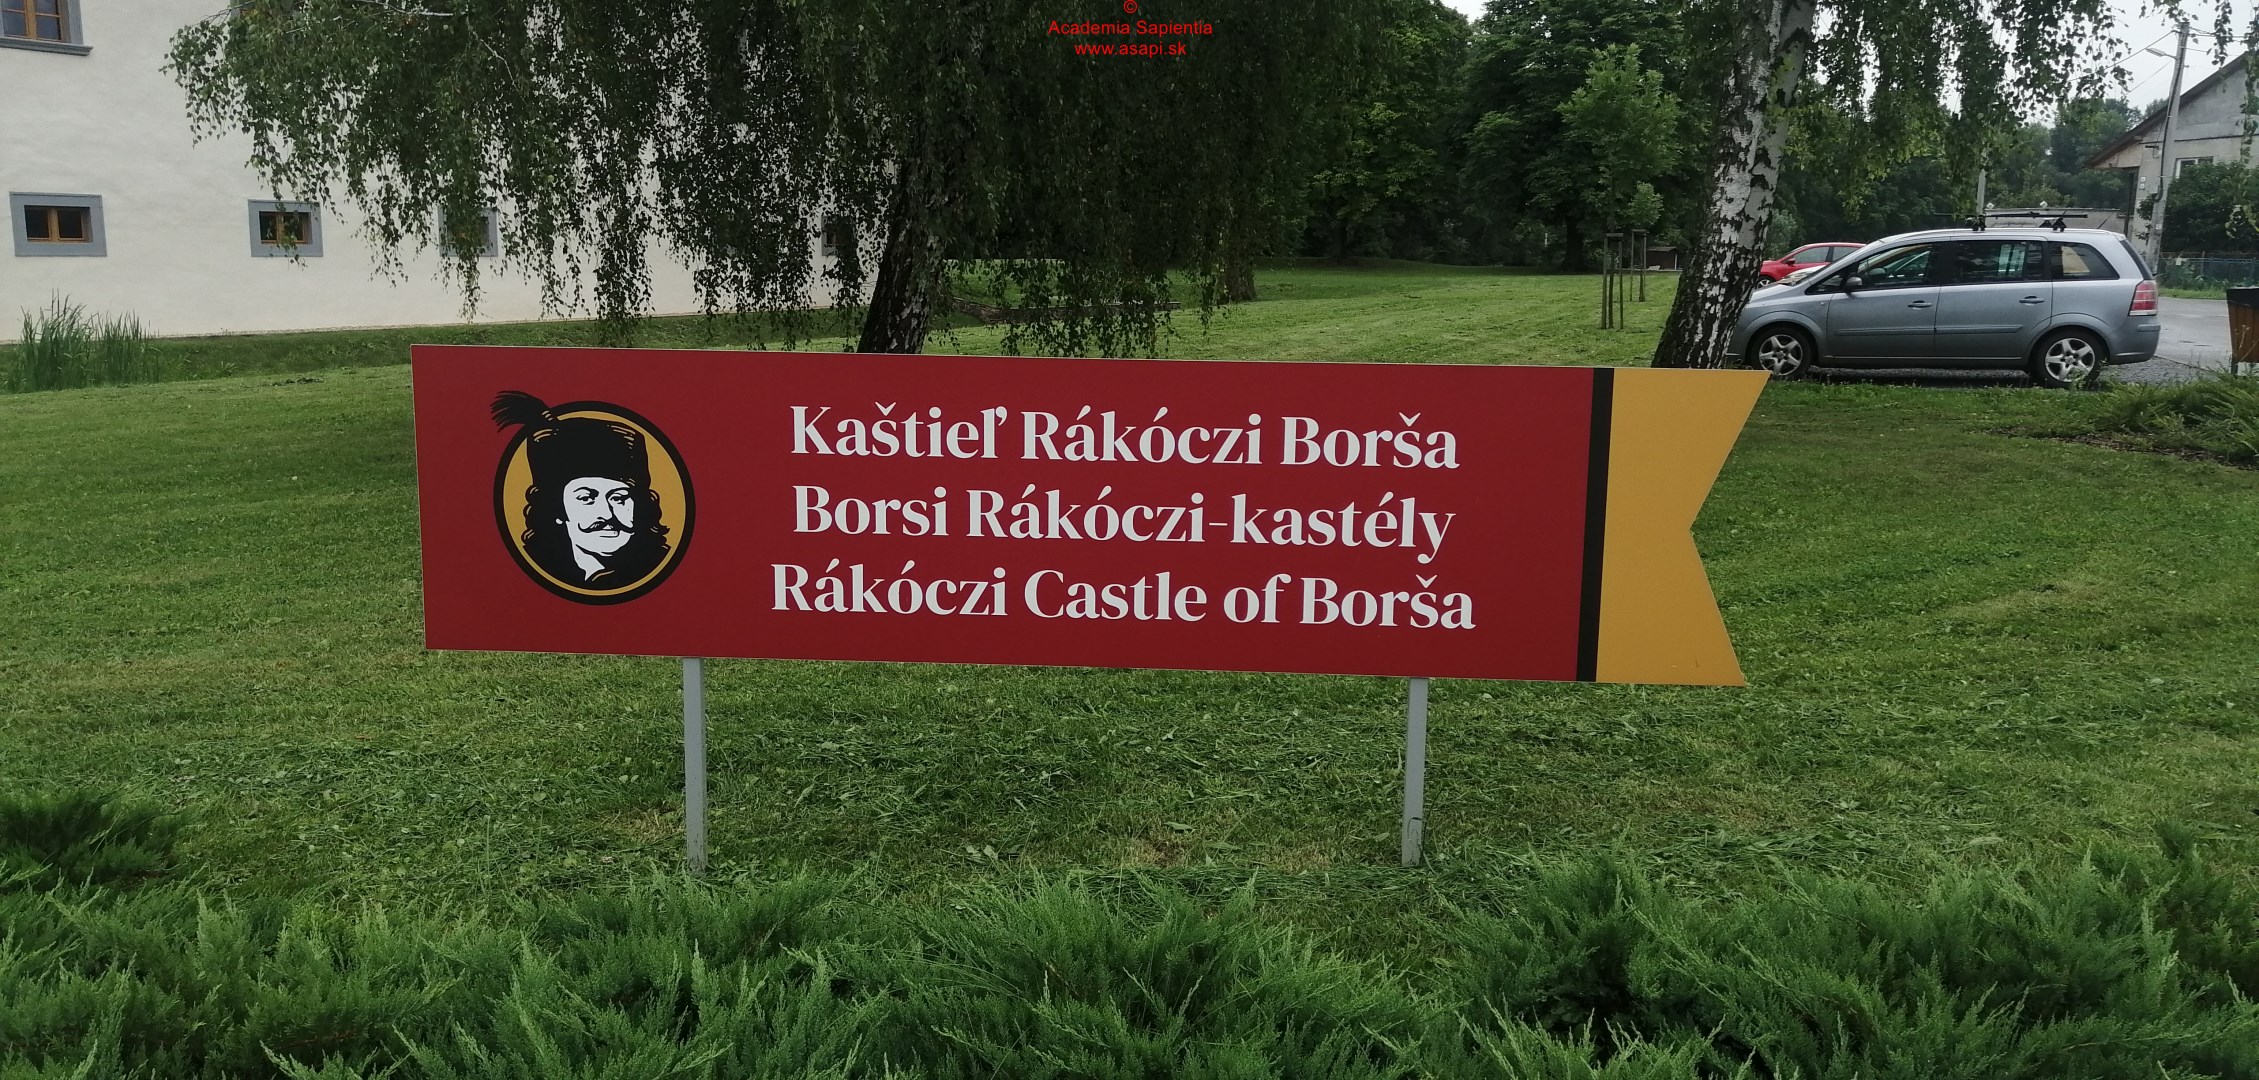 ©
Academia Sapientia
www.asapi.sk
Kaštieľ Rákóczi Borša
Borsi Rákóczi-kastély
Rákóczi Castle of Borša